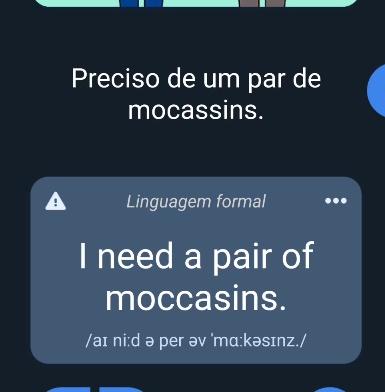 Preciso de um par de
mocassins.
Linguagem formal
I need a pair of
moccasins.
/aɪ niːd ə per əv ˈmɑːkəsɪnz./